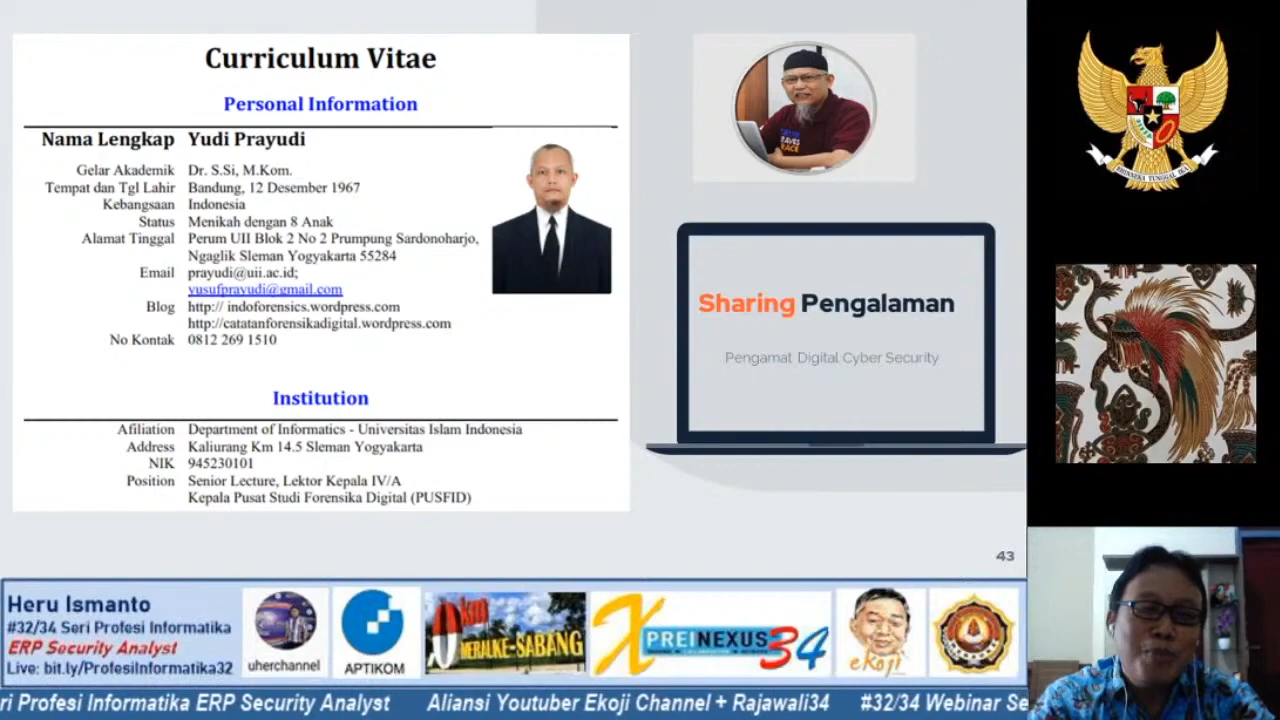 Curriculum Vitae
Personal Information
Nama Lengkap Yudi Prayudi
Gelar Akademik Dr. S.Si, M.Kom.
Tempat dan Tgl Lahir Bandung, 12 Desember 1967
Kebangsaan Indonesia
Status Menikah dengan 8 Anak
Alamat Tinggal Perum UII Blok 2 No 2 Prumpung Sardonoharjo,
Ngaglik Sleman Yogyakarta 55284
Email prayudi@uii.ac.id;
yusufprayudi@gmail.com
Blog http:// indoforensics.wordpress.com
http://catatanforensikadigital.wordpress.com
No Kontak 0812 269 1510
Institution
Afiliation Department of Informatics - Universitas Islam Indonesia
Address Kaliurang Km 14.5 Sleman Yogyakarta
NIK 945230101
Position Senior Lecture, Lektor Kepala IV/A
Kepala Pusat Studi Forensika Digital (PUSFID)
Sharing Pengalaman
Pengamat Digital Cyber Security
43
BHINNEKA TUNGGAL IKA
Heru Ismanto
#32/34 Seri Profesi Informatika
ERP Security Analyst
Live: bit.ly/ProfesiInformatika32
uherchannel
APTIKOM
0 km
MERAUKE-SABANG
X PREINEXUS 34
eKoji
ri Profesi Informatika ERP Security Analyst Aliansi Youtuber Ekoji Channel + Rajawali34 #32/34 Webinar Se